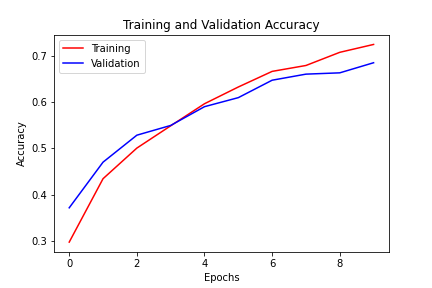 Training and Validation Accuracy
Training
Validation
0.7
0.6
0.5
0.4
0.3
Accuracy
0 2 4 6 8
Epochs